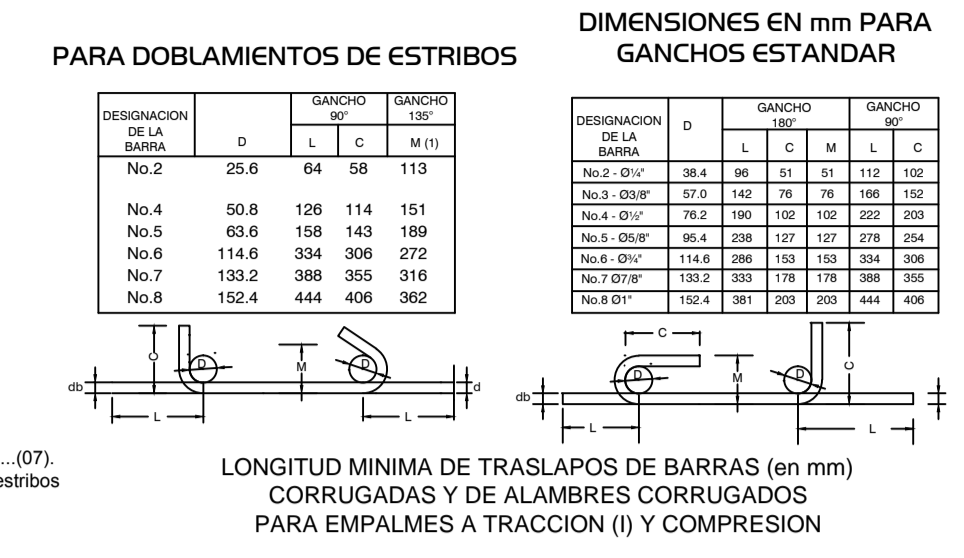 PARA DOBLAMIENTOS DE ESTRIBOS
DESIGNACION DE LA BARRA D GANCHO 90° GANCHO 135°
L C M (1)
No.2 25.6 64 58 113
No.4 50.8 126 114 151
No.5 63.6 158 143 189
No.6 114.6 334 306 272
No.7 133.2 388 355 316
No.8 152.4 444 406 362
C D M D
db d
L L
DIMENSIONES EN mm PARA
GANCHOS ESTANDAR
DESIGNACION DE LA BARRA D GANCHO 180° GANCHO 90°
L C M L C
No.2 - Ø¼" 38.4 96 51 51 112 102
No.3 - Ø3/8" 57.0 142 76 76 166 152
No.4 - Ø½" 76.2 190 102 102 222 203
No.5 - Ø5/8" 95.4 238 127 127 278 254
No.6 - Ø¾" 114.6 286 153 153 334 306
No.7 Ø7/8" 133.2 333 178 178 388 355
No.8 Ø1" 152.4 381 203 203 444 406
C
D M D C
db
L L
...(07).
estribos
LONGITUD MINIMA DE TRASLAPOS DE BARRAS (en mm)
CORRUGADAS Y DE ALAMBRES CORRUGADOS
PARA EMPALMES A TRACCION (I) Y COMPRESION